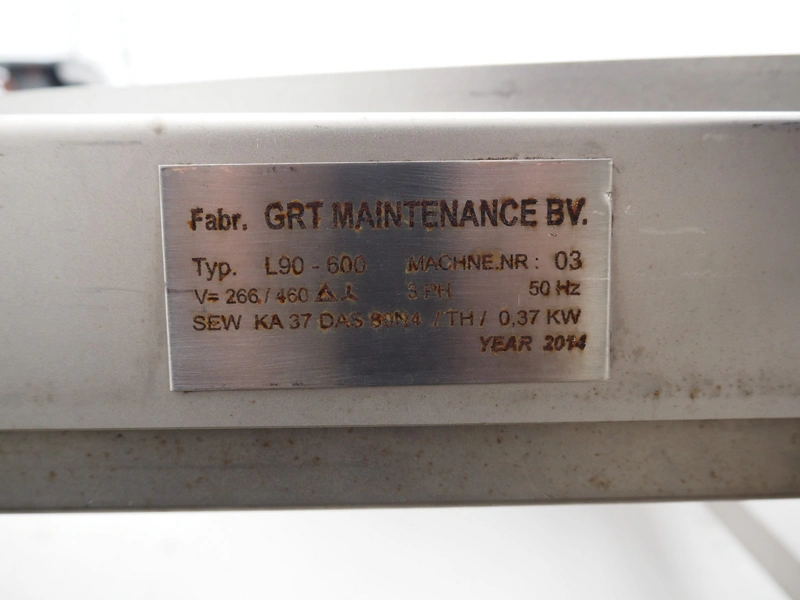 Fabr. GRT MAINTENANCE BV.
Typ. L90 - 600 MACHNE.NR : 03
V= 266 / 460 3 PH 50 Hz
SEW KA 37 DAS 80N4 / TH / 0,37 KW
YEAR 2014